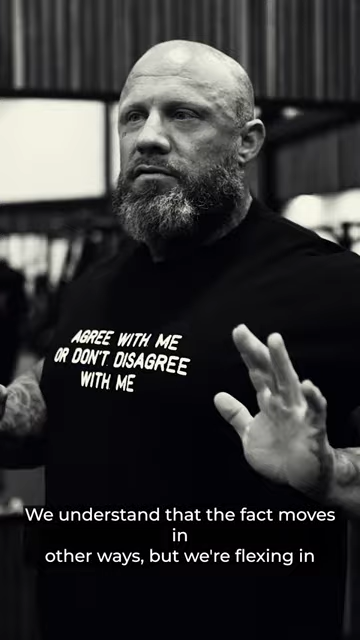 AGREE WITH ME
OR DON'T DISAGREE
WITH ME
We understand that the fact moves
in
other ways, but we're flexing in